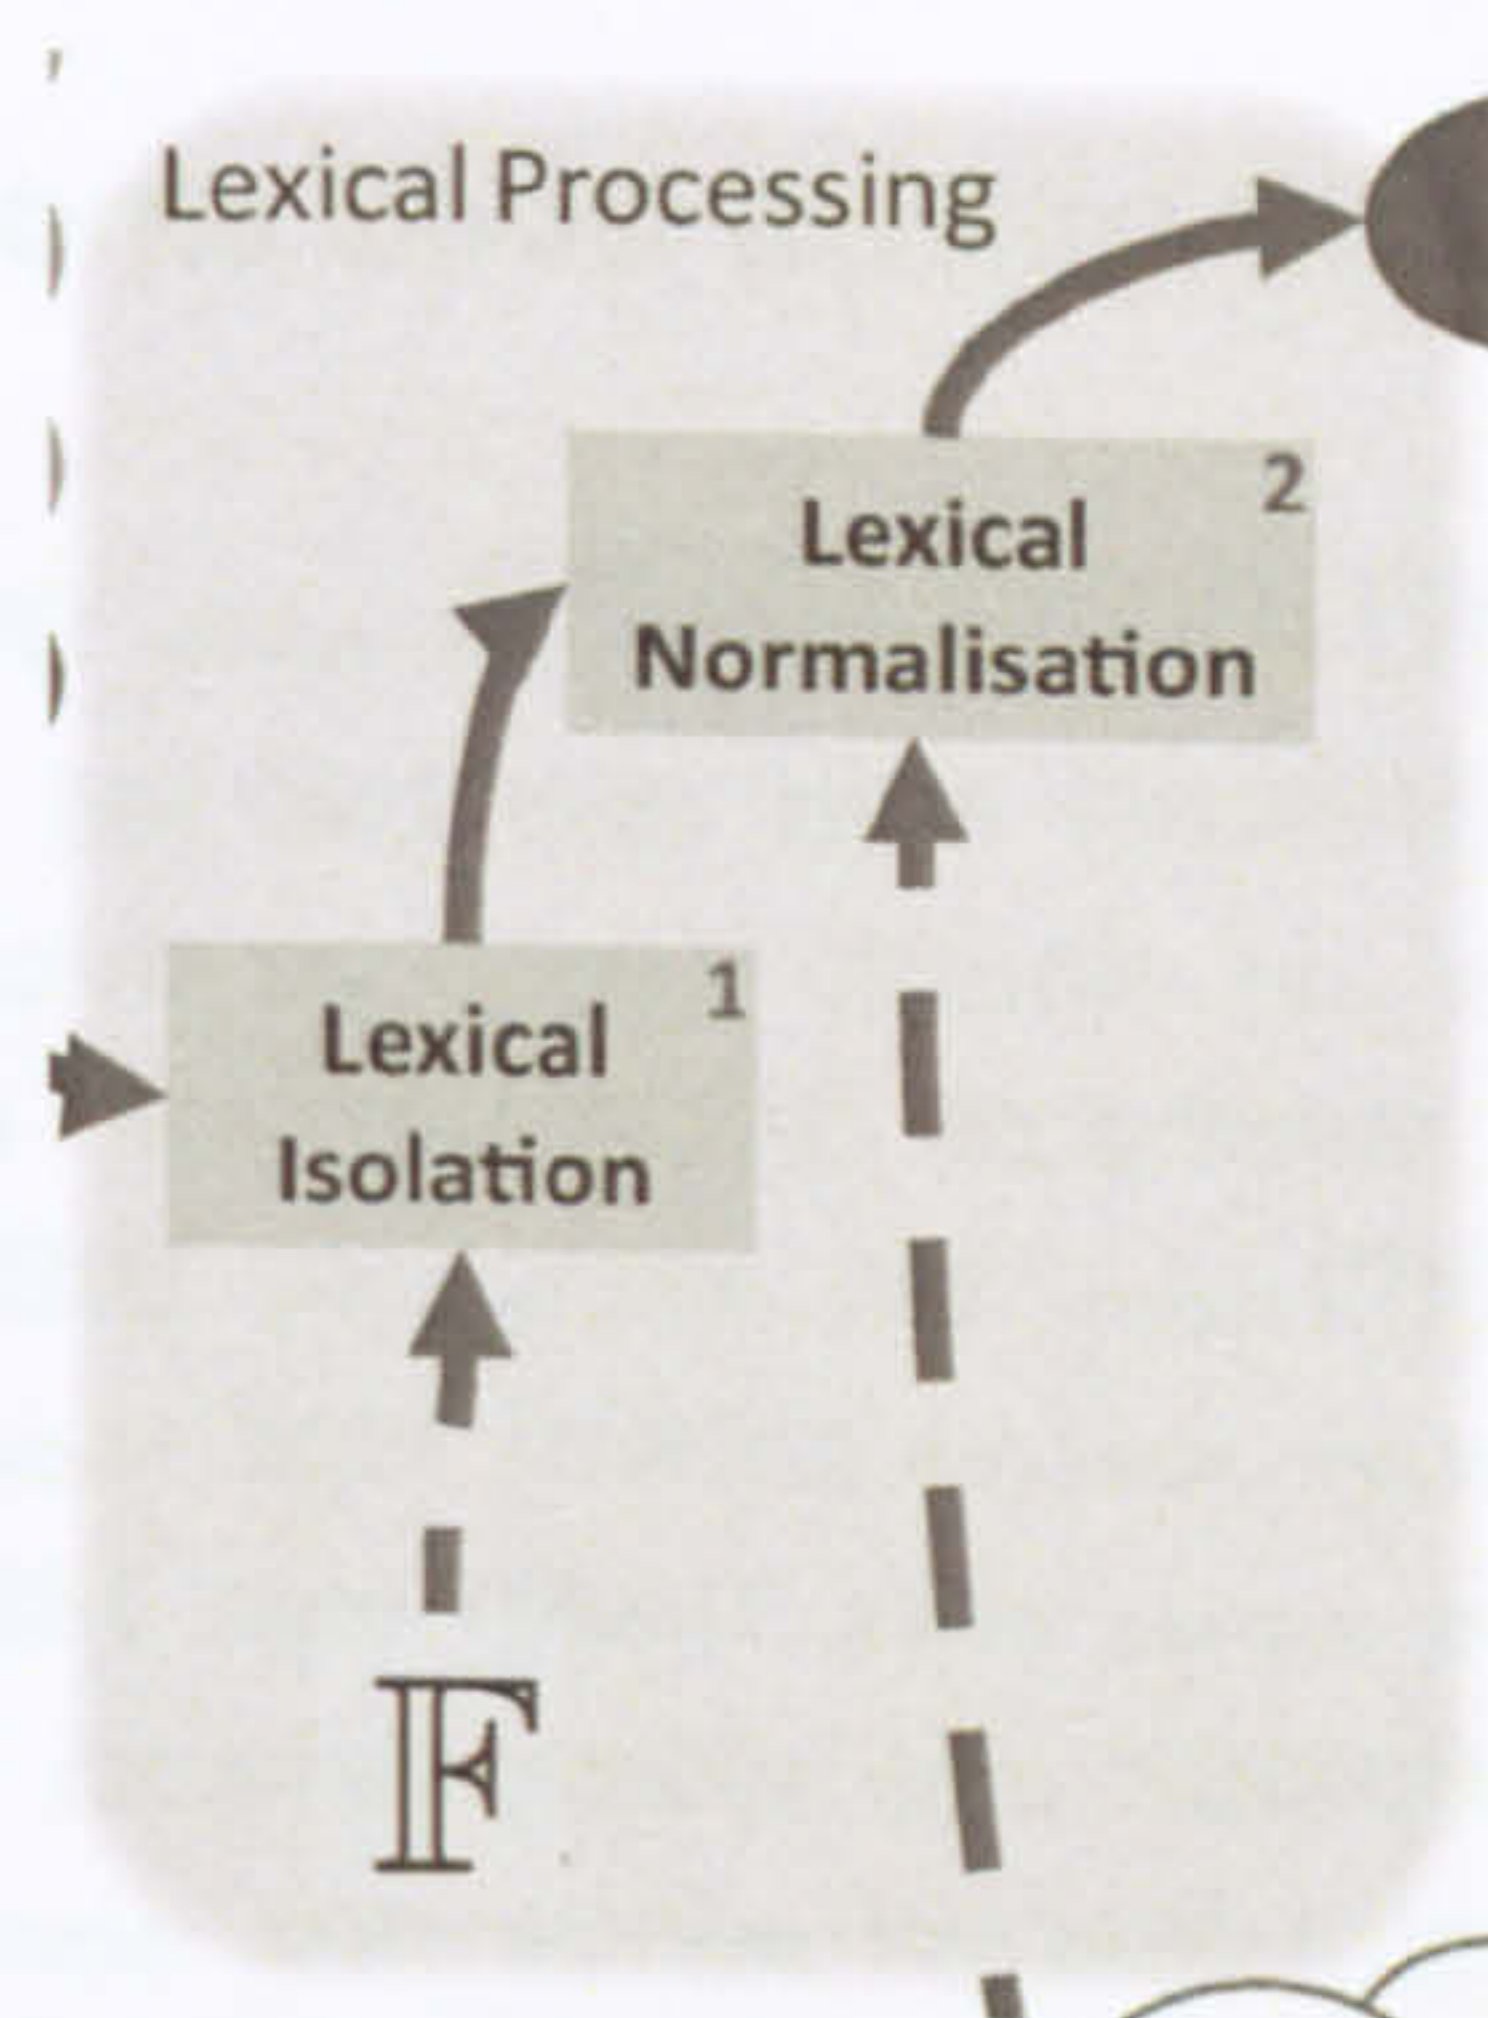 Lexical Processing
2
Lexical
Normalisation
1
Lexical
Isolation
𝔽